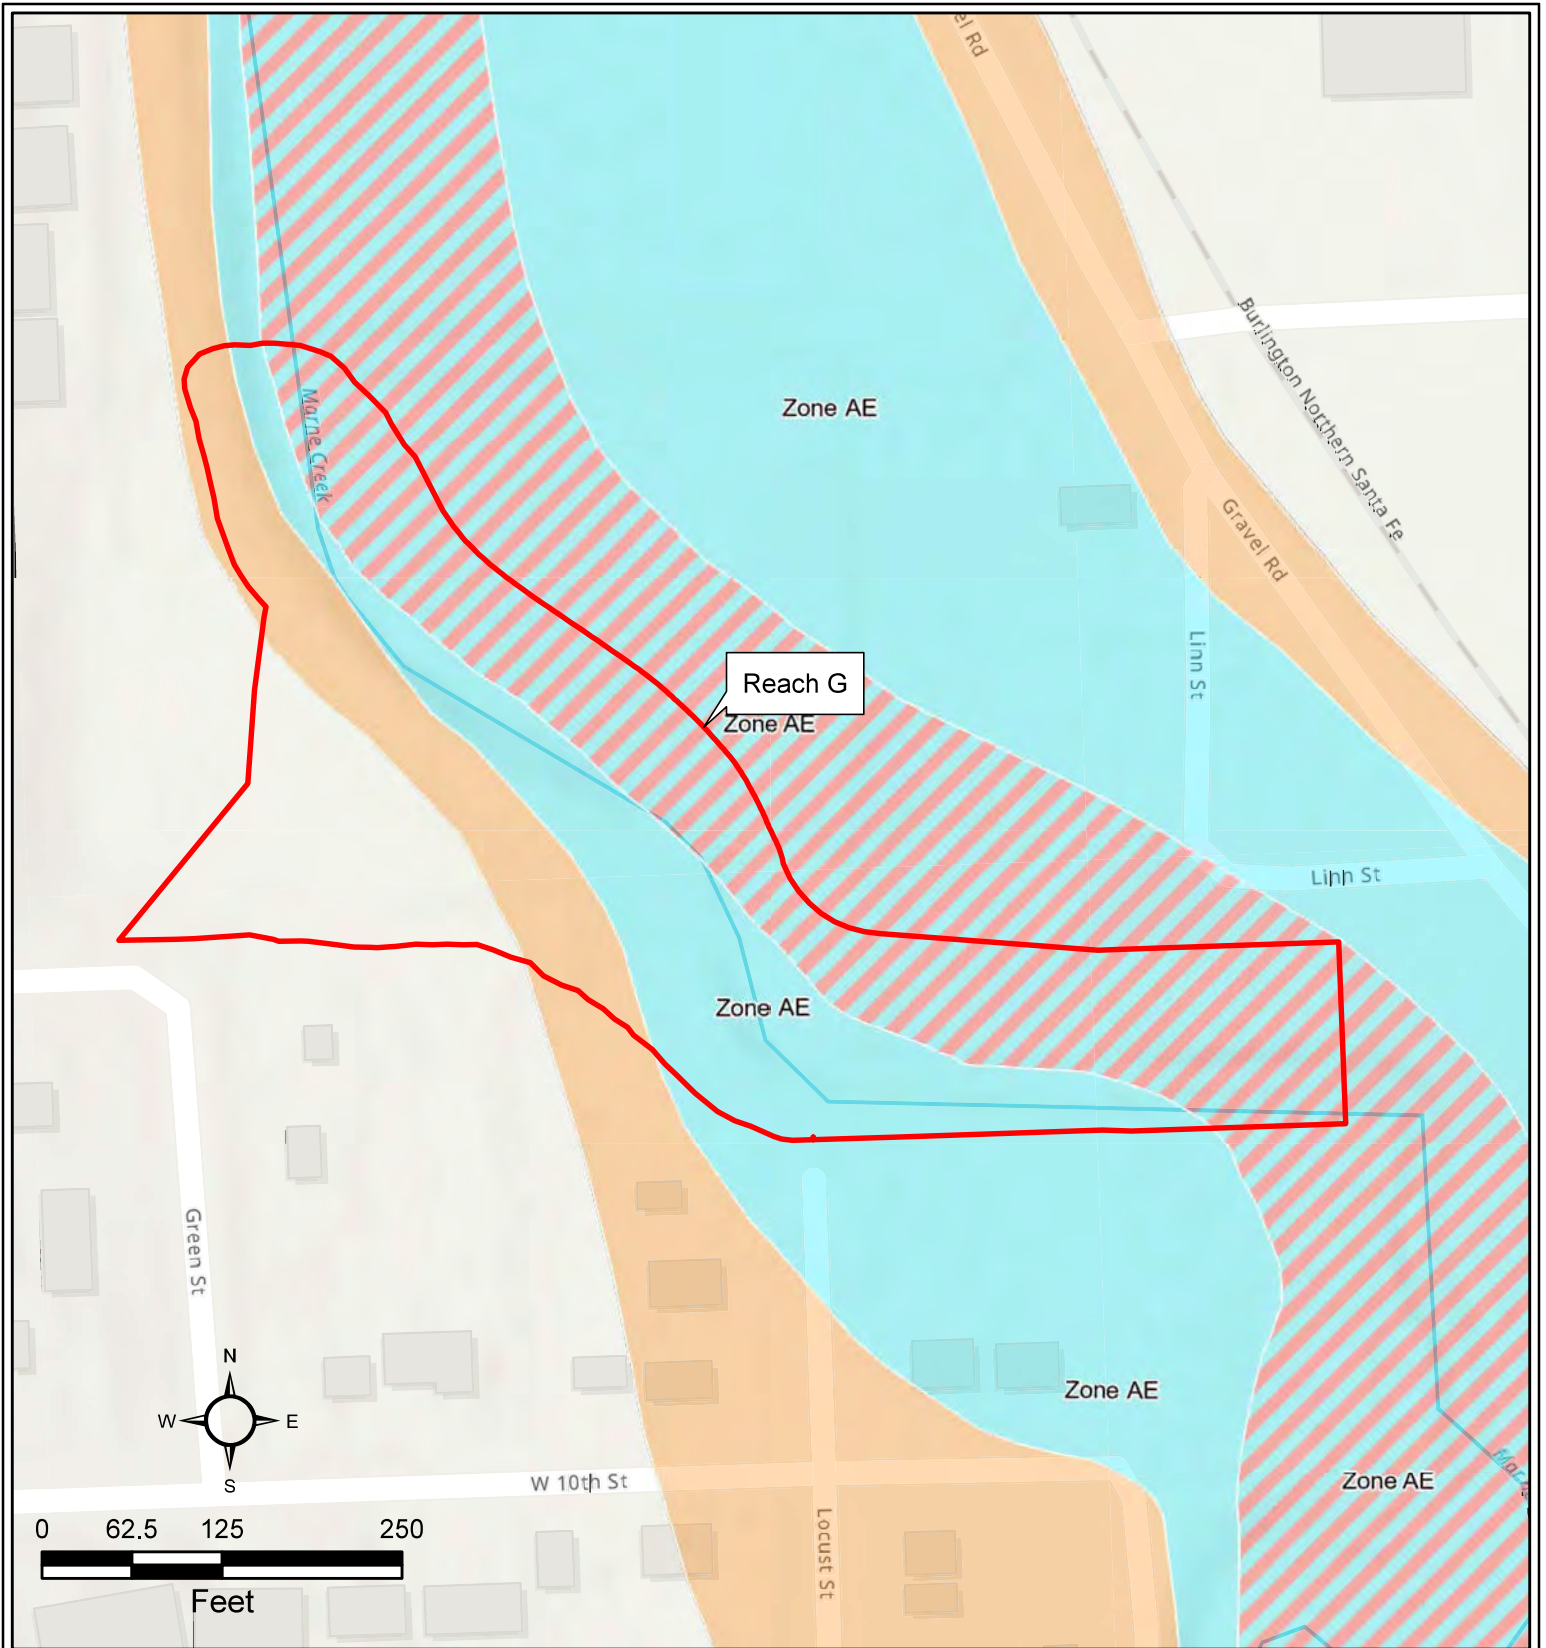 el Rd
Burlington Northern Santa Fe
Zone AE
Marne Creek
Gravel Rd
Linn St
Reach G
Zone AE
Linn St
Zone AE
Green St
N
W E
S
Zone AE
W 10th St
Zone AE
Mar
Locust St
0 62.5 125 250
Feet